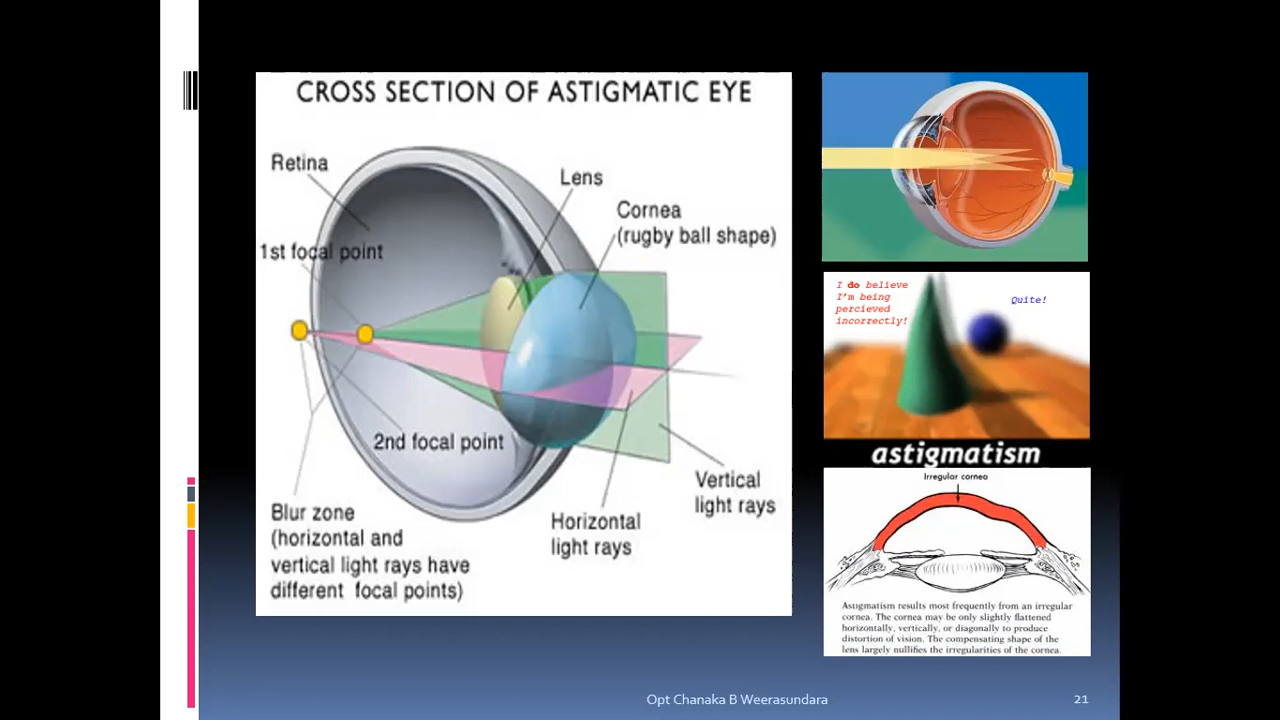 CROSS SECTION OF ASTIGMATIC EYE
Retina
Lens
Cornea
(rugby ball shape)
1st focal point
2nd focal point
Vertical
light rays
Horizontal
light rays
Blur zone
(horizontal and
vertical light rays have
different focal points)
I do believe
I'm being
percieved
incorrectly!
Quite!
astigmatism
Irregular cornea
Astigmatism results most frequently from an irregular
cornea. The cornea may be only slightly flattened
horizontally, vertically, or diagonally to produce
distortion of vision. The compensating shape of the
lens largely nullifies the irregularities of the cornea.
Opt Chanaka B Weerasundara
21